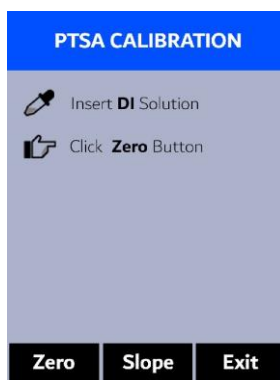 PTSA CALIBRATION
Insert DI Solution
Click Zero Button
Zero Slope Exit